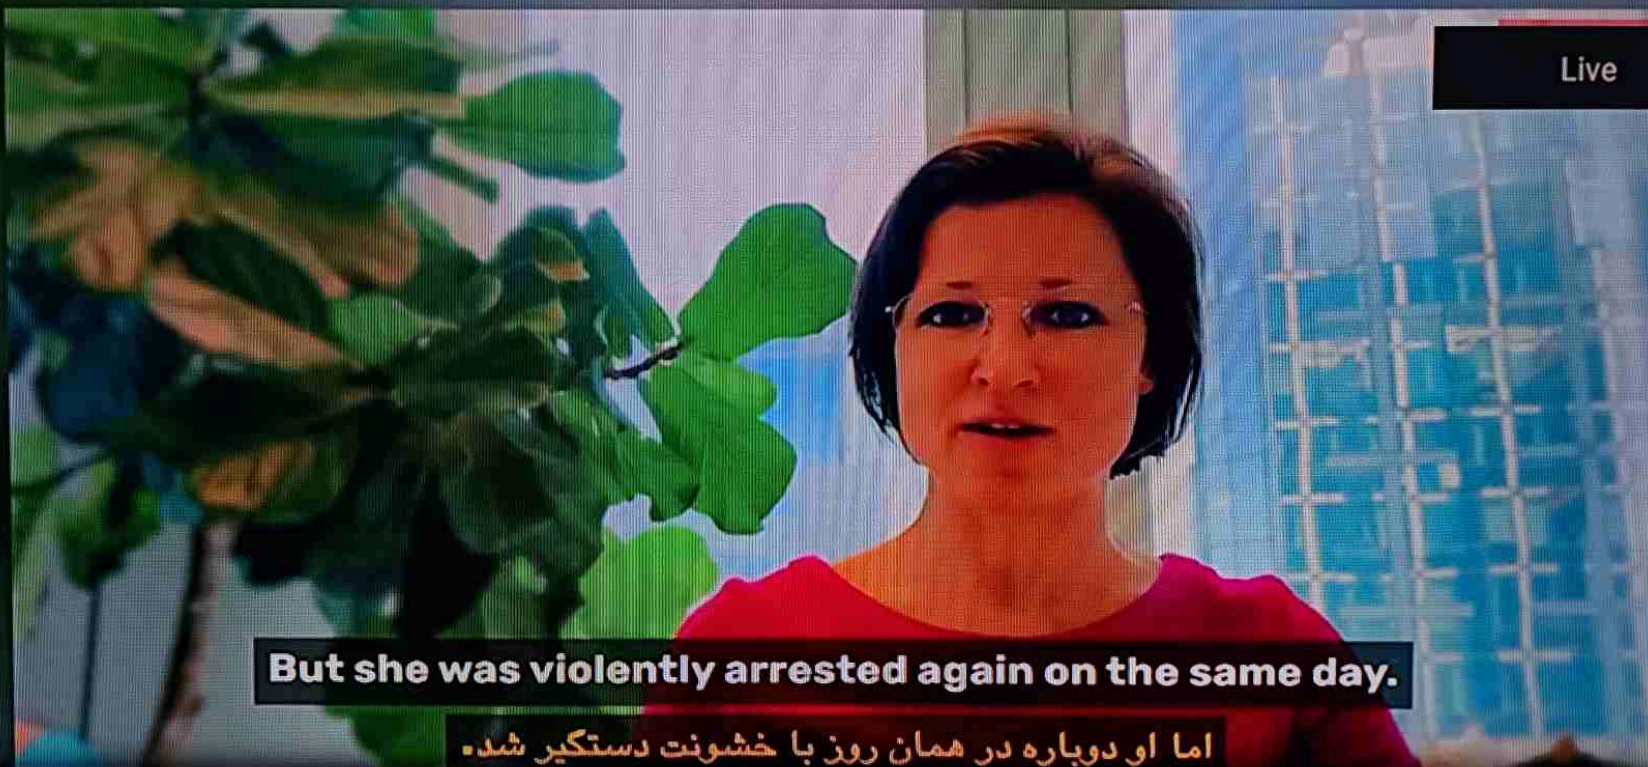 Live
But she was violently arrested again on the same day.
اما او دوباره در همان روز با خشونت دستگیر شد.